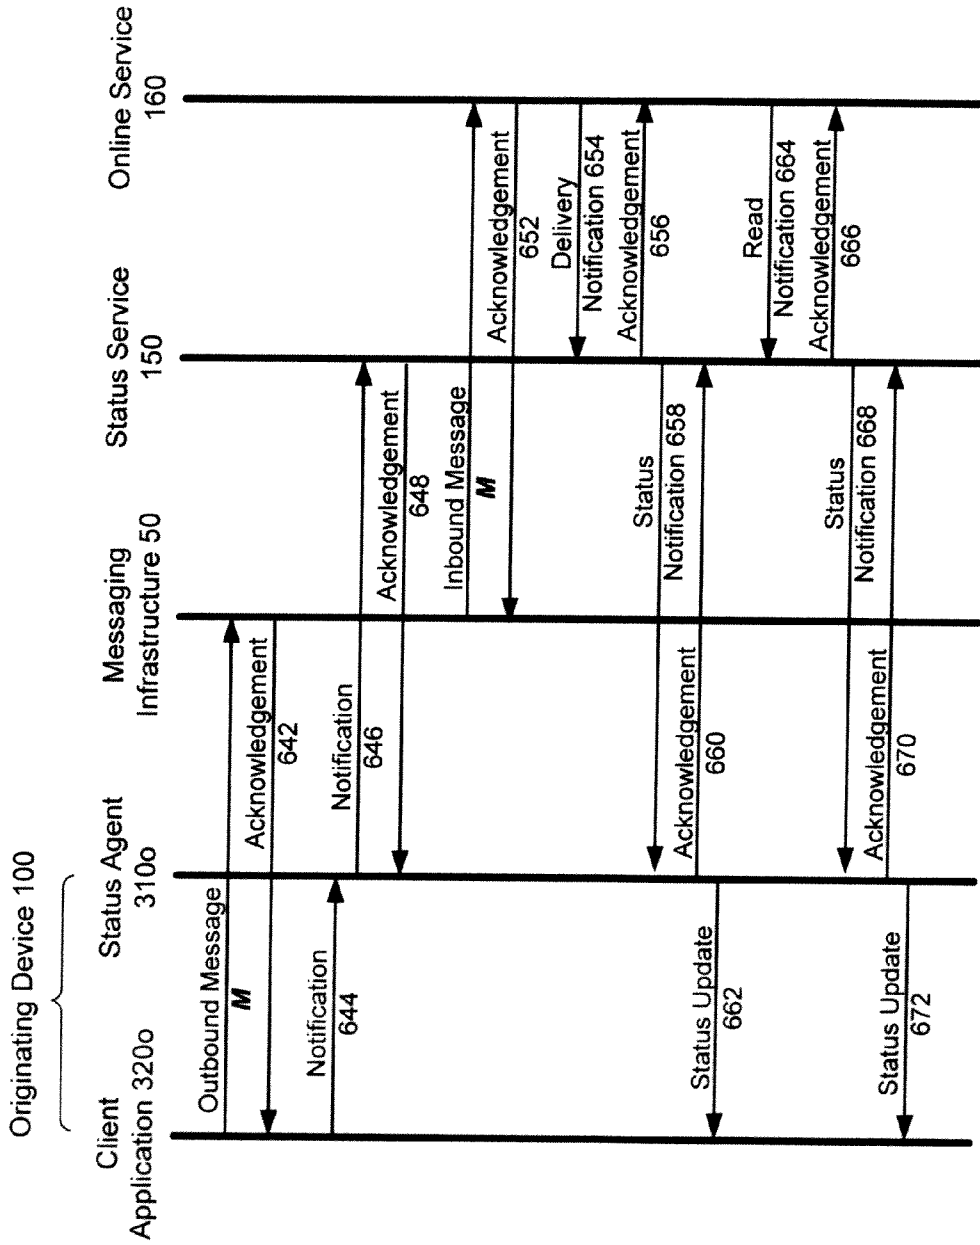 Originating Device 100
Client
Application 320o
Status Agent
310o
Messaging
Infrastructure 50
Status Service
150
Online Service
160
Outbound Message
M
Acknowledgement
642
Notification
644
Notification
646
Acknowledgement
648
Inbound Message
M
Acknowledgement
652
Delivery
Notification 654
Acknowledgement
656
Status
Notification 658
Acknowledgement
660
Status Update
662
Read
Notification 664
Acknowledgement
666
Status
Notification 668
Acknowledgement
670
Status Update
672